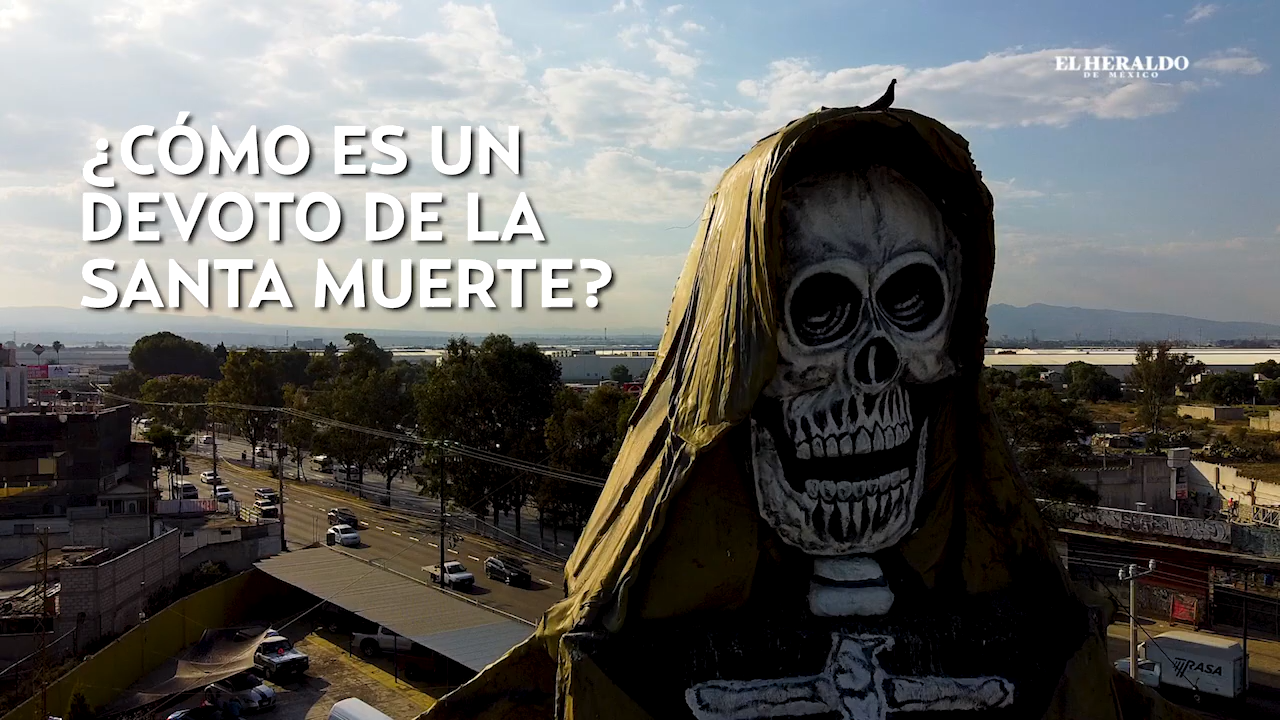 EL HERALDO
DE MÉXICO
¿CÓMO ES UN
DEVOTO DE LA
SANTA MUERTE?
TRASA